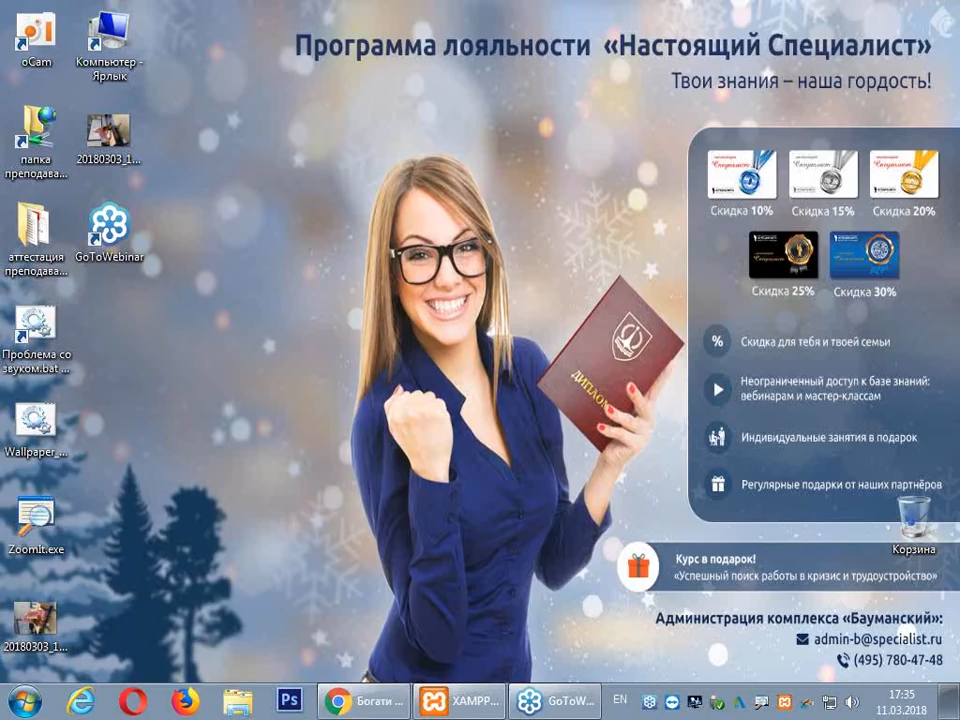 Программа лояльности «Настоящий Специалист»
Твои знания – наша гордость!
oCam
Компьютер -
Ярлык
папка
преподава...
20180303_1...
аттестация
преподава...
GoToWebinar
Проблема со
звуком.bat ...
Wallpaper_...
ZoomIt.exe
20180303_1...
Специалист
Специалист
Специалист
Скидка 10%
Скидка 15%
Скидка 20%
Скидка 25%
Скидка 30%
ДИПЛОМ
%
Скидка для тебя и твоей семьи
Неограниченный доступ к базе знаний:
вебинарам и мастер-классам
Индивидуальные занятия в подарок
Регулярные подарки от наших партнёров
Корзина
Курс в подарок!
«Успешный поиск работы в кризис и трудоустройство»
Администрация комплекса «Бауманский»:
admin-b@specialist.ru
(495) 780-47-48
Ps
Богати ...
XAMPP...
GoToW...
EN
17:35
11.03.2018